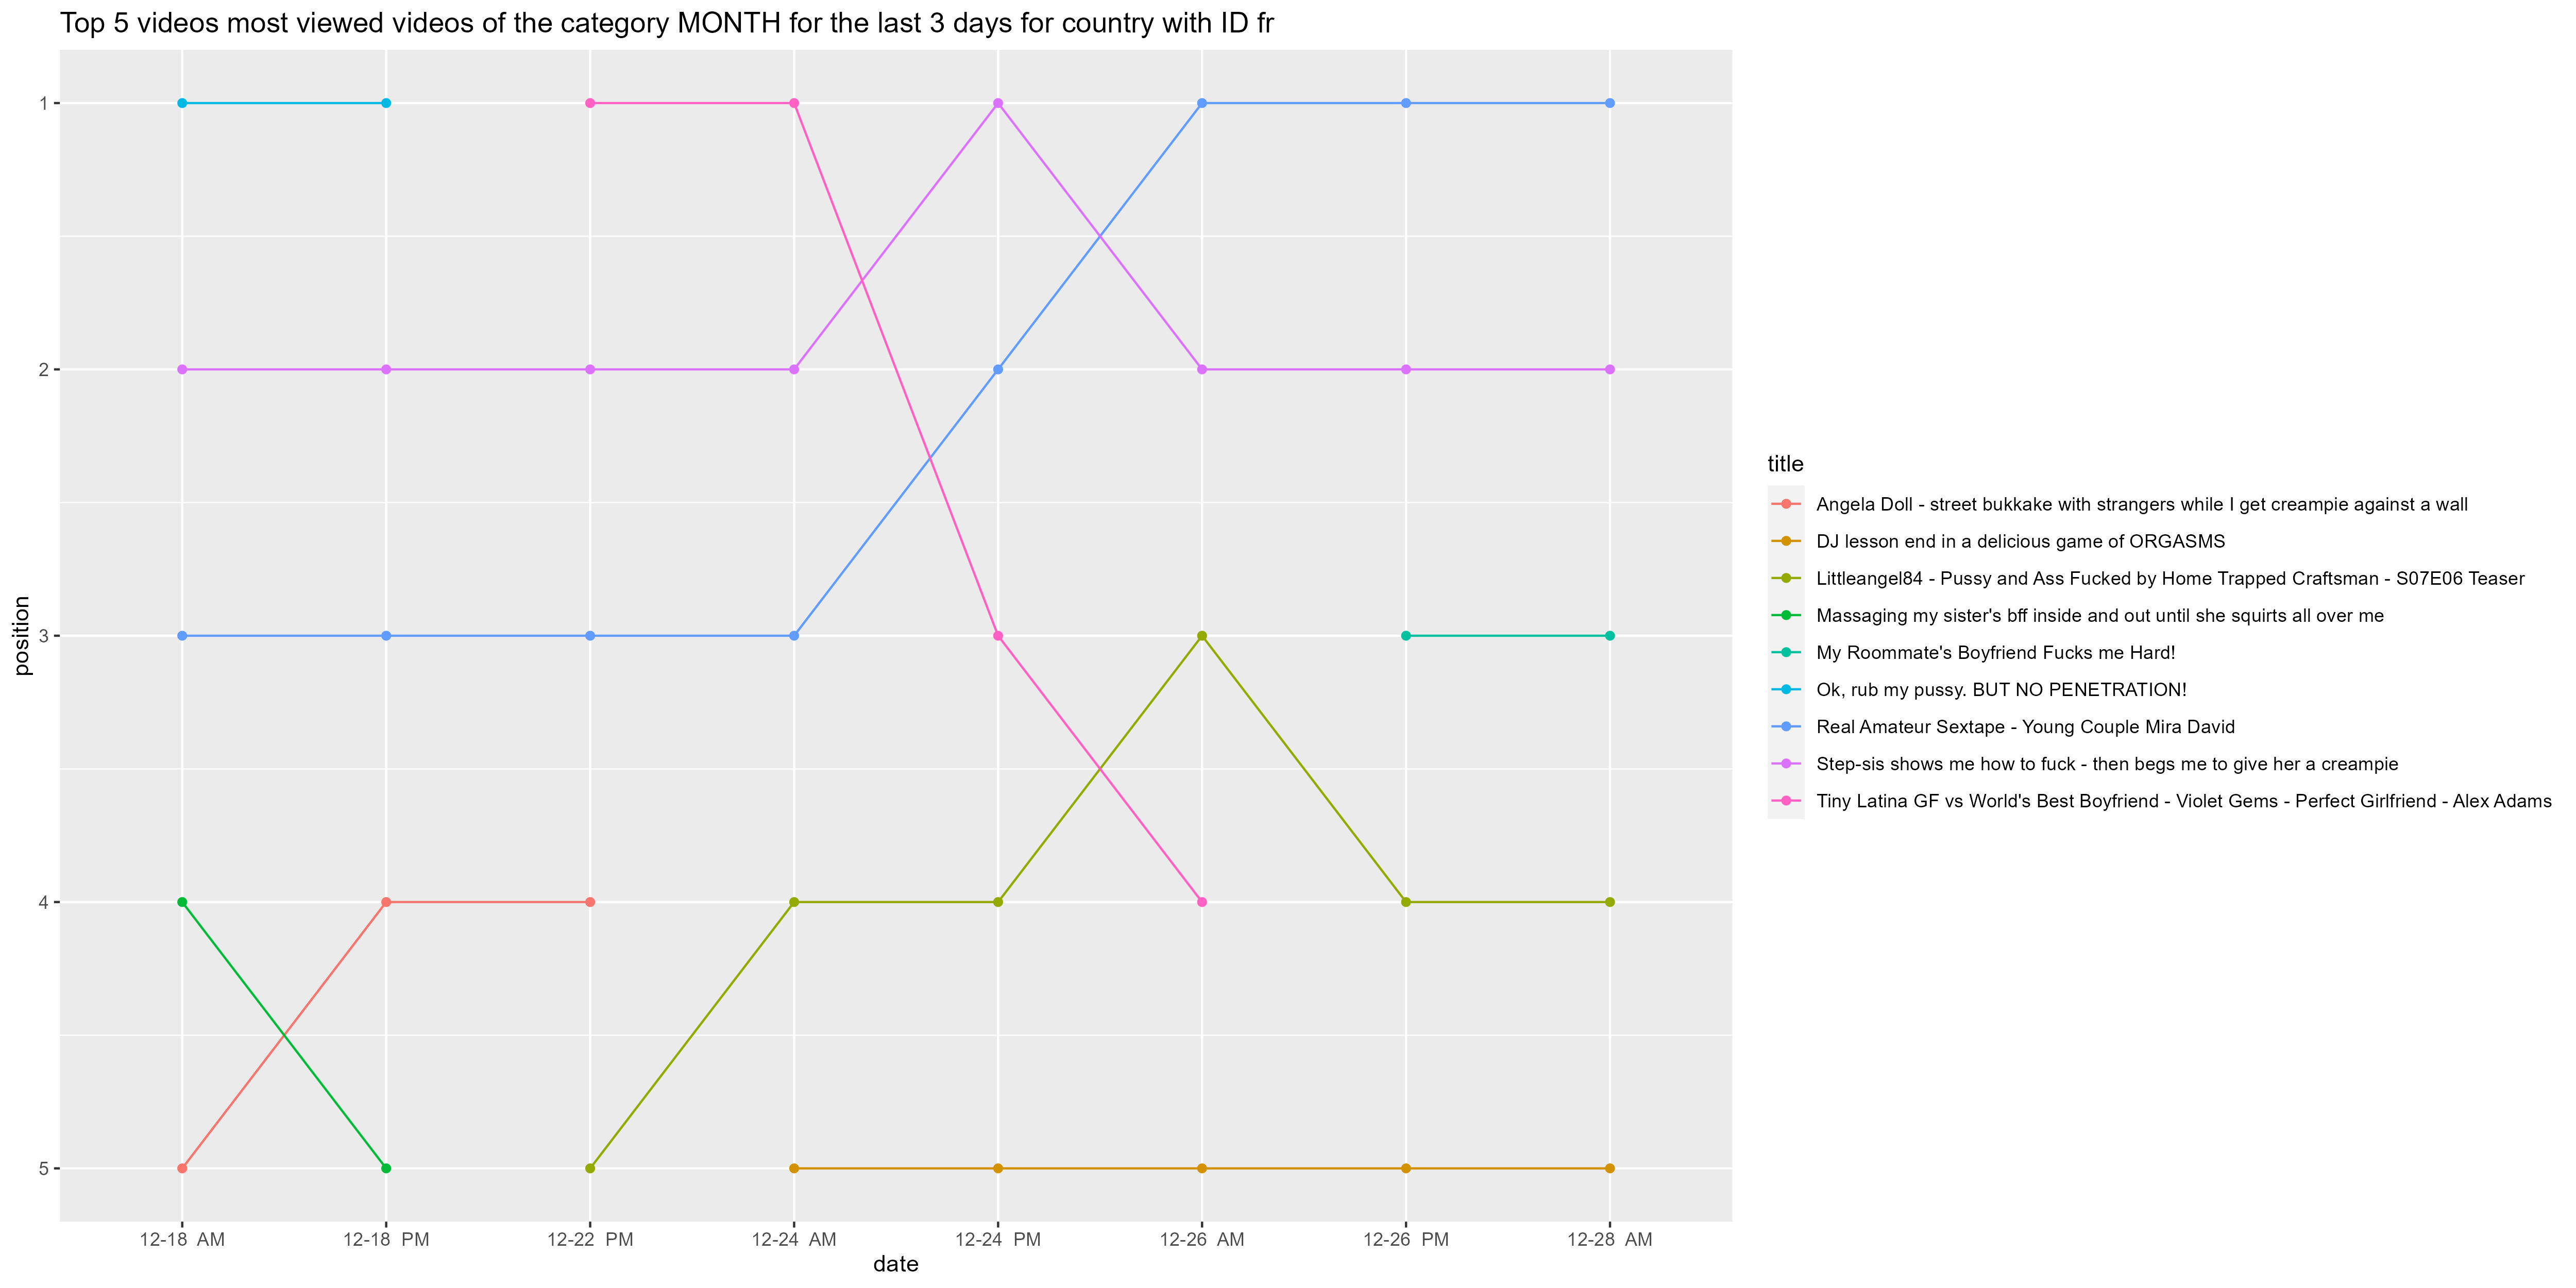 Top 5 videos most viewed videos of the category MONTH for the last 3 days for country with ID fr
position
1
2
3
4
5
12-18 AM
12-18 PM
12-22 PM
12-24 AM
12-24 PM
12-26 AM
12-26 PM
12-28 AM
date
title
Angela Doll - street bukkake with strangers while I get creampie against a wall
DJ lesson end in a delicious game of ORGASMS
Littleangel84 - Pussy and Ass Fucked by Home Trapped Craftsman - S07E06 Teaser
Massaging my sister's bff inside and out until she squirts all over me
My Roommate's Boyfriend Fucks me Hard!
Ok, rub my pussy. BUT NO PENETRATION!
Real Amateur Sextape - Young Couple Mira David
Step-sis shows me how to fuck - then begs me to give her a creampie
Tiny Latina GF vs World's Best Boyfriend - Violet Gems - Perfect Girlfriend - Alex Adams